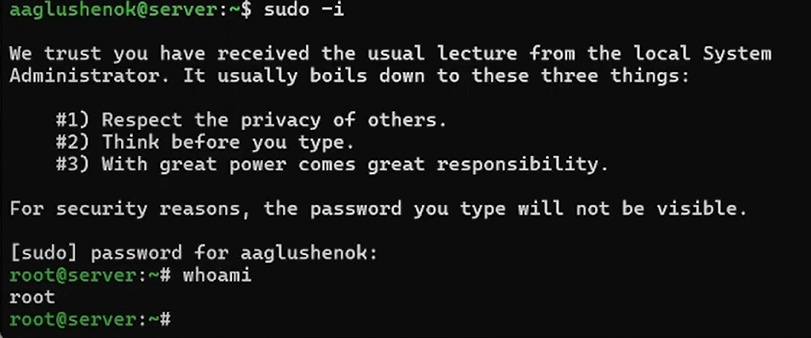 aaglushenok@server:~$ sudo -i
We trust you have received the usual lecture from the local System
Administrator. It usually boils down to these three things:
#1) Respect the privacy of others.
#2) Think before you type.
#3) With great power comes great responsibility.
For security reasons, the password you type will not be visible.
[sudo] password for aaglushenok:
root@server:~# whoami
root
root@server:~#